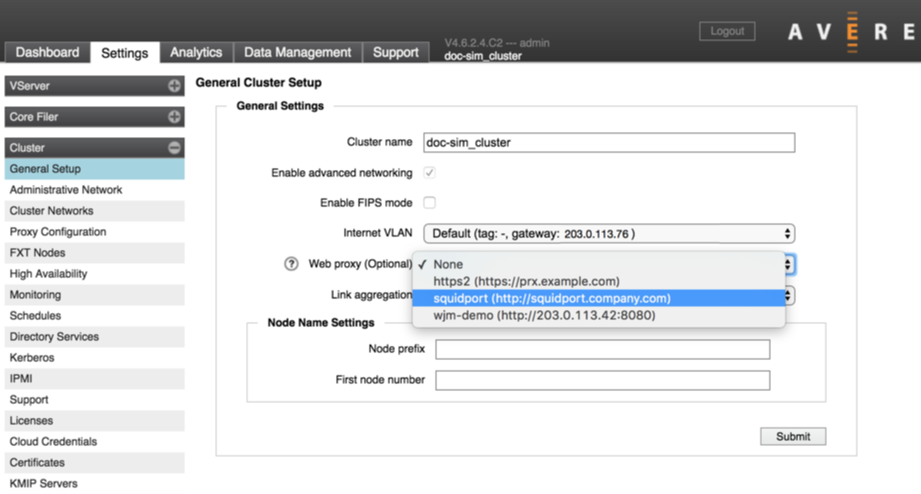 Logout
AVERE
Dashboard Settings Analytics Data Management Support
V4.6.2.4.C2 --- admin
doc-sim_cluster
VServer
Core Filer
Cluster
General Setup
Administrative Network
Cluster Networks
Proxy Configuration
FXT Nodes
High Availability
Monitoring
Schedules
Directory Services
Kerberos
IPMI
Support
Licenses
Cloud Credentials
Certificates
KMIP Servers
General Cluster Setup
General Settings
Cluster name doc-sim_cluster
Enable advanced networking
Enable FIPS mode
Internet VLAN Default (tag: -, gateway: 203.0.113.76 )
? Web proxy (Optional) ✓ None
https2 (https://prx.example.com)
Link aggregation squidport (http://squidport.company.com)
wjm-demo (http://203.0.113.42:8080)
Node Name Settings
Node prefix
First node number
Submit